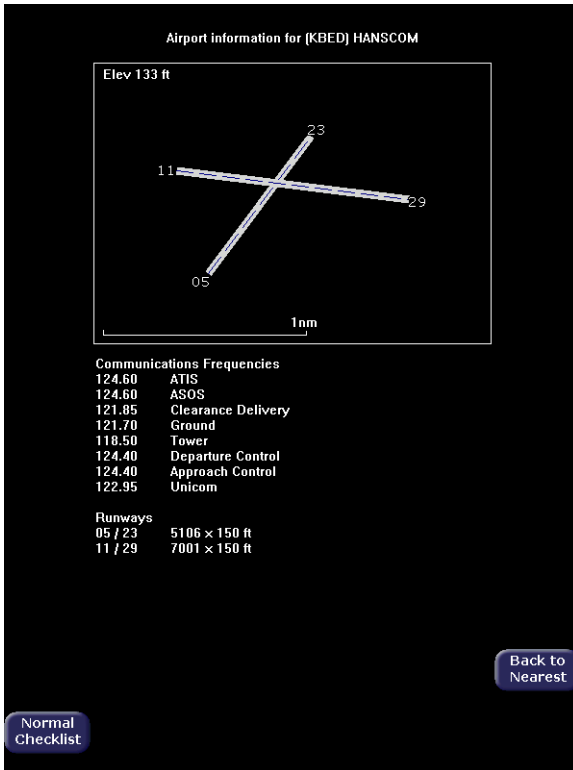 Airport information for (KBED) HANSCOM
Elev 133 ft
23
11
29
05
1nm
Communications Frequencies
124.60 ATIS
124.60 ASOS
121.85 Clearance Delivery
121.70 Ground
118.50 Tower
124.40 Departure Control
124.40 Approach Control
122.95 Unicom
Runways
05 / 23 5106 × 150 ft
11 / 29 7001 × 150 ft
Back to
Nearest
Normal
Checklist